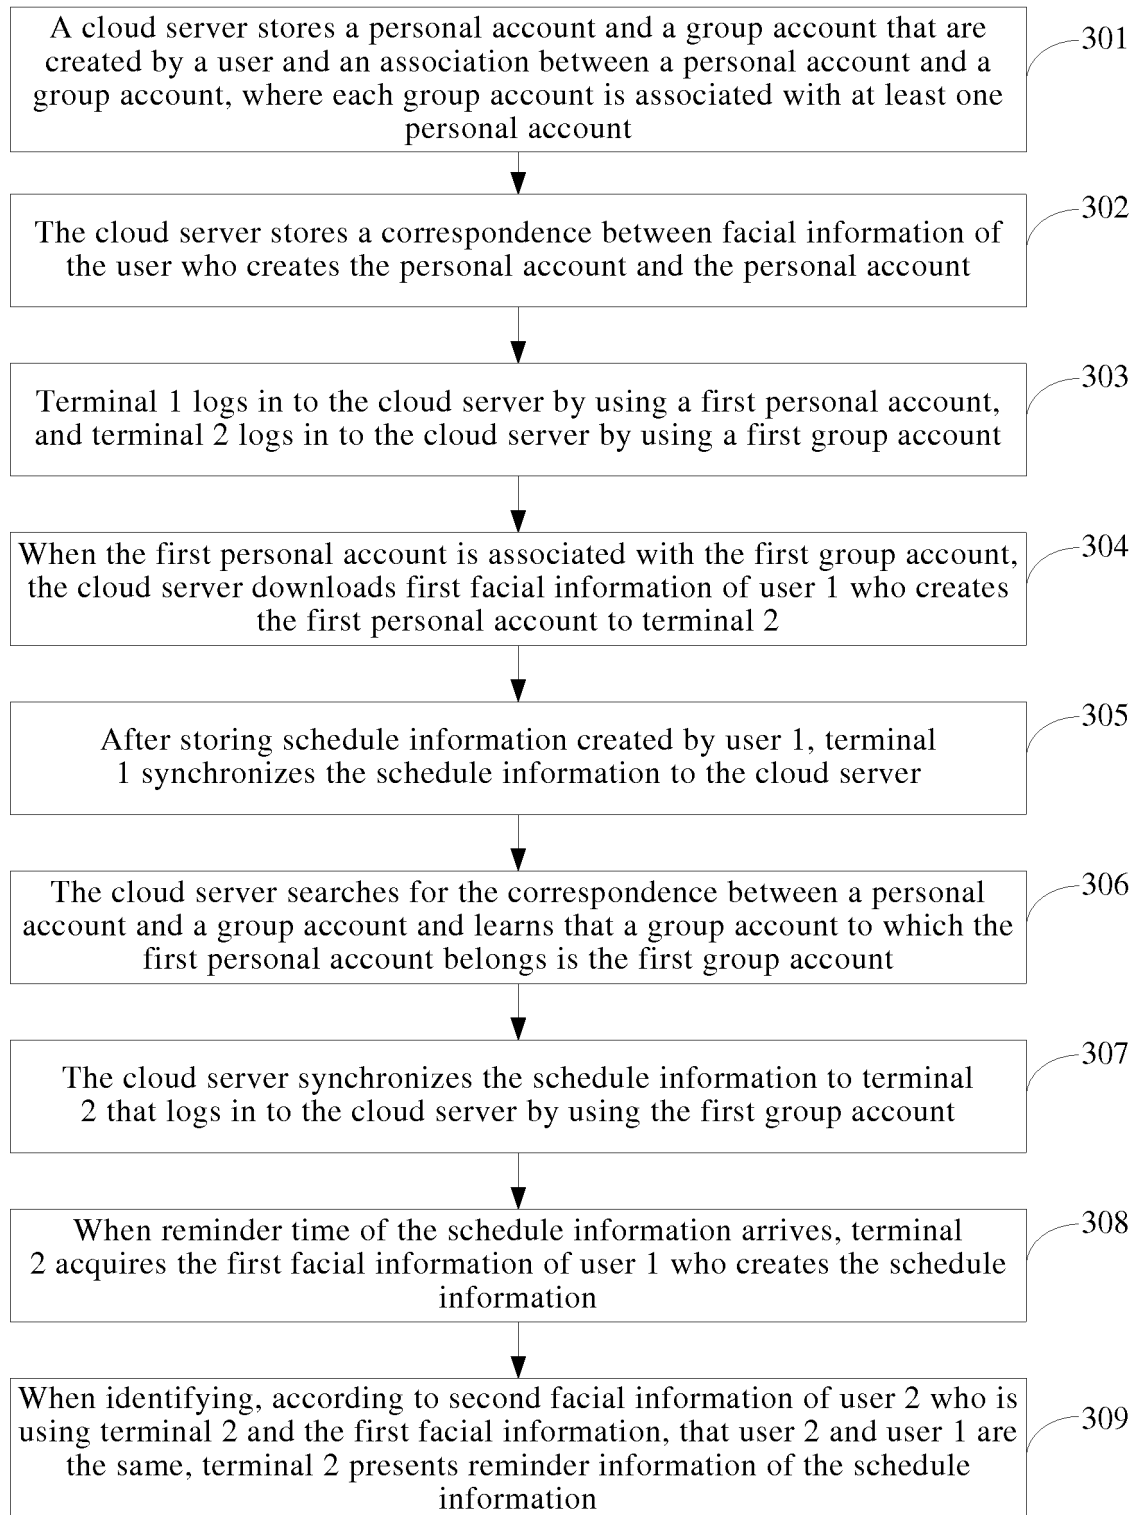 A cloud server stores a personal account and a group account that are
created by a user and an association between a personal account and a
group account, where each group account is associated with at least one
personal account
301
The cloud server stores a correspondence between facial information of
the user who creates the personal account and the personal account
302
Terminal 1 logs in to the cloud server by using a first personal account,
and terminal 2 logs in to the cloud server by using a first group account
303
When the first personal account is associated with the first group account,
the cloud server downloads first facial information of user 1 who creates
the first personal account to terminal 2
304
After storing schedule information created by user 1, terminal
1 synchronizes the schedule information to the cloud server
305
The cloud server searches for the correspondence between a personal
account and a group account and learns that a group account to which the
first personal account belongs is the first group account
306
The cloud server synchronizes the schedule information to terminal
2 that logs in to the cloud server by using the first group account
307
When reminder time of the schedule information arrives, terminal
2 acquires the first facial information of user 1 who creates the schedule
information
308
When identifying, according to second facial information of user 2 who is
using terminal 2 and the first facial information, that user 2 and user 1 are
the same, terminal 2 presents reminder information of the schedule
information
309